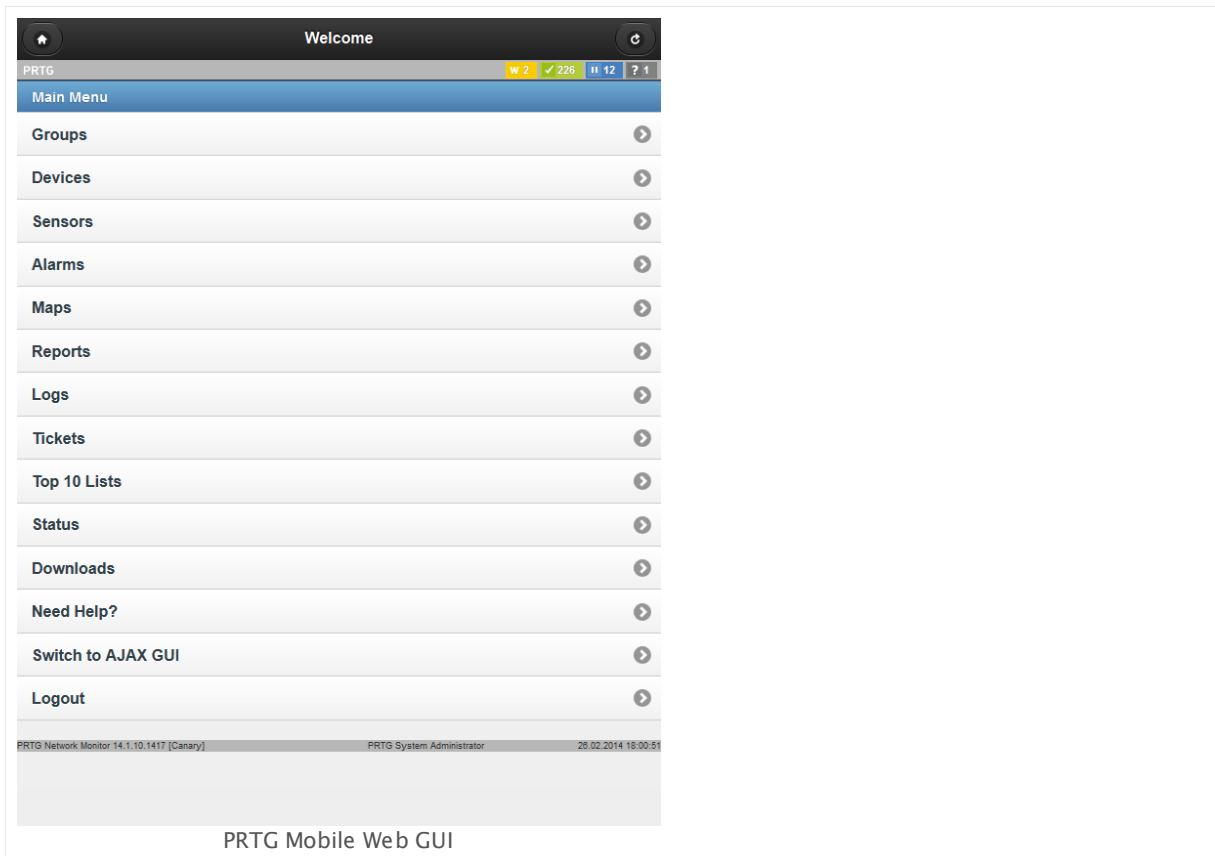 Welcome
PRTG W 2 226 12 ? 1
Main Menu
Groups
Devices
Sensors
Alarms
Maps
Reports
Logs
Tickets
Top 10 Lists
Status
Downloads
Need Help?
Switch to AJAX GUI
Logout
PRTG Network Monitor 14.1.10.1417 [Canary] PRTG System Administrator 26.02.2014 18:00:51
PRTG Mobile Web GUI